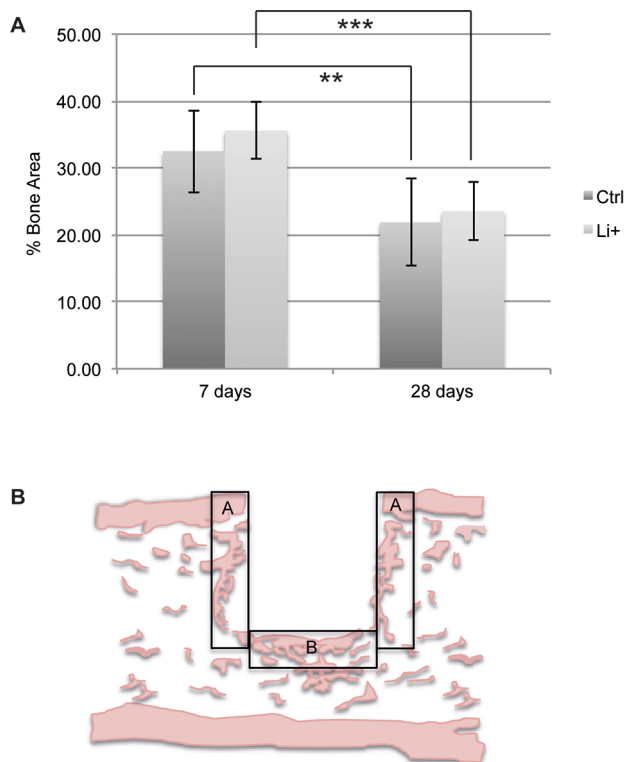 A
50.00
***
**
40.00
30.00
20.00
10.00
0.00
% Bone Area
7 days
28 days
Ctrl
Li+
B
A
A
B